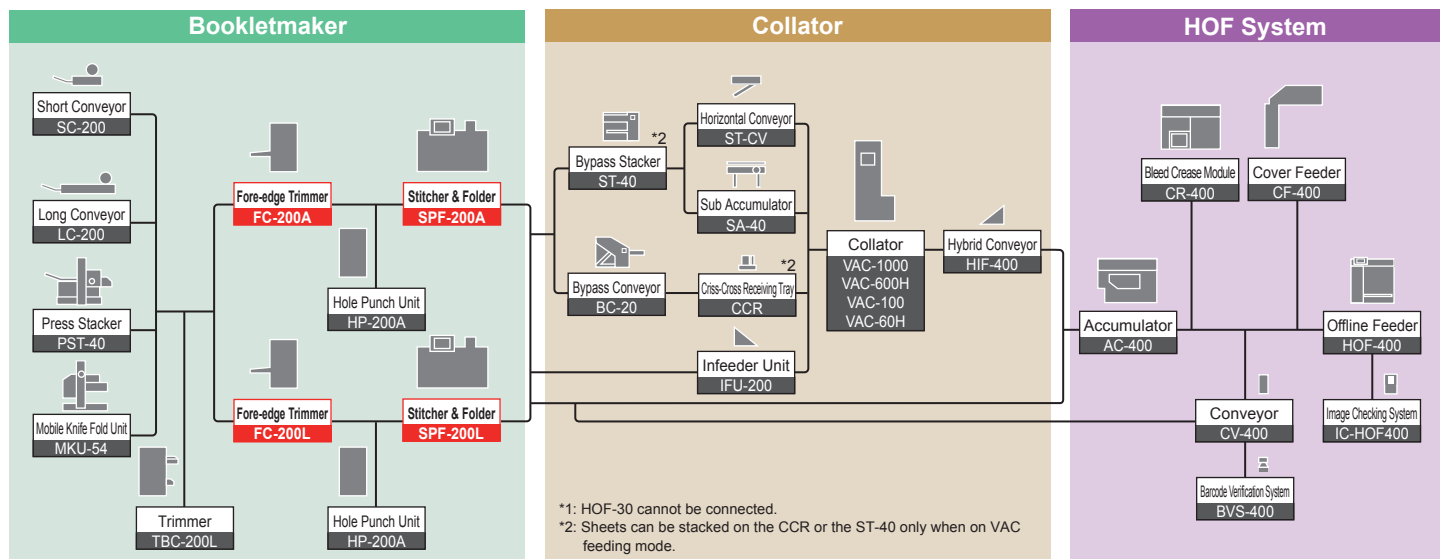 Bookletmaker
Short Conveyor
SC-200
Long Conveyor
LC-200
Press Stacker
PST-40
Mobile Knife Fold Unit
MKU-54
Trimmer
TBC-200L
Fore-edge Trimmer
FC-200A
Stitcher & Folder
SPF-200A
Hole Punch Unit
HP-200A
Fore-edge Trimmer
FC-200L
Stitcher & Folder
SPF-200L
Hole Punch Unit
HP-200A
Collator
*2
Bypass Stacker
ST-40
Horizontal Conveyor
ST-CV
Sub Accumulator
SA-40
Bypass Conveyor
BC-20
*2
Criss-Cross Receiving Tray
CCR
Infeeder Unit
IFU-200
Collator
VAC-1000
VAC-600H
VAC-100
VAC-60H
Hybrid Conveyor
HIF-400
*1: HOF-30 cannot be connected.
*2: Sheets can be stacked on the CCR or the ST-40 only when on VAC
feeding mode.
HOF System
Bleed Crease Module
CR-400
Cover Feeder
CF-400
Accumulator
AC-400
Offline Feeder
HOF-400
Conveyor
CV-400
Image Checking System
IC-HOF400
Barcode Verification System
BVS-400